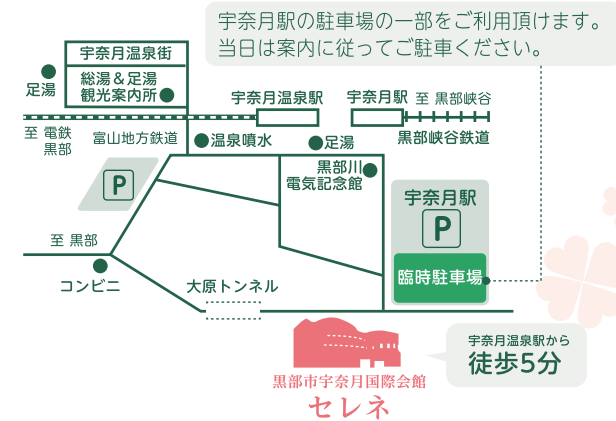 宇奈月駅の駐車場の一部をご利用頂けます。
当日は案内に従ってご駐車ください。
宇奈月温泉街
足湯
総湯&足湯
観光案内所
宇奈月温泉駅
宇奈月駅
至 黒部峡谷
至 電鉄
黒部
富山地方鉄道
温泉噴水
足湯
黒部峡谷鉄道
黒部川
電気記念館
P
宇奈月駅
P
至 黒部
コンビニ
大原トンネル
臨時駐車場
宇奈月温泉駅から
徒歩5分
黒部市宇奈月国際会館
セレネ